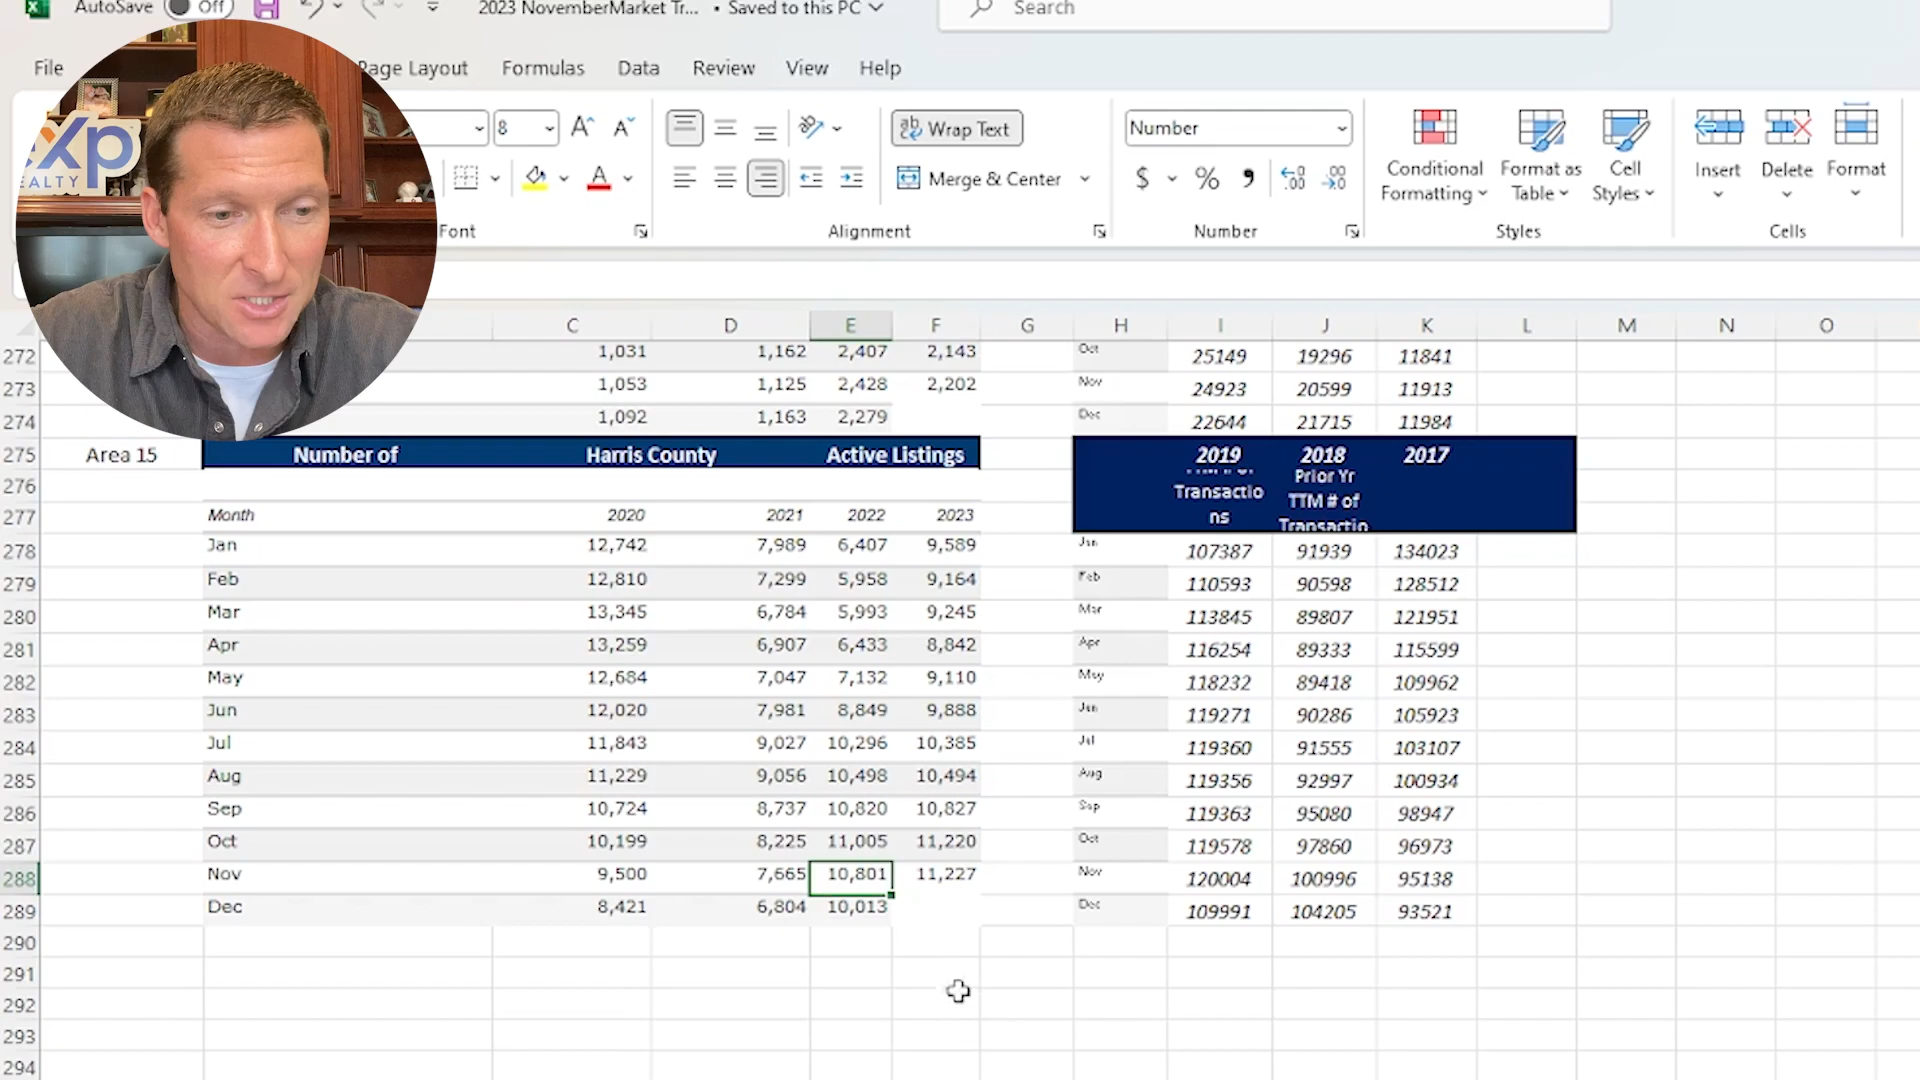 AutoSave Off 2023 NovemberMarket Tr... • Saved to this PC Search
File Page Layout Formulas Data Review View Help
8 Wrap Text Number
Merge & Center $ % Conditional Formatting Format as Table Cell Styles Insert Delete Format
Font Alignment Number Styles Cells
exp
EALTY
C D E F G H I J K L M N O
272 1,031 1,162 2,407 2,143 Oct 25149 19296 11841
273 1,053 1,125 2,428 2,202 Nov 24923 20599 11913
274 1,092 1,163 2,279 Dec 22644 21715 11984
275 Area 15 Number of Harris County Active Listings 2019 2018 2017
276 Transactio Prior Yr
277 Month 2020 2021 2022 2023 ns TTM # of Transactio
278 Jan 12,742 7,989 6,407 9,589 Jan 107387 91939 134023
279 Feb 12,810 7,299 5,958 9,164 Feb 110593 90598 128512
280 Mar 13,345 6,784 5,993 9,245 Mar 113845 89807 121951
281 Apr 13,259 6,907 6,433 8,842 Apr 116254 89333 115599
282 May 12,684 7,047 7,132 9,110 May 118232 89418 109962
283 Jun 12,020 7,981 8,849 9,888 Jun 119271 90286 105923
284 Jul 11,843 9,027 10,296 10,385 Jul 119360 91555 103107
285 Aug 11,229 9,056 10,498 10,494 Aug 119356 92997 100934
286 Sep 10,724 8,737 10,820 10,827 Sep 119363 95080 98947
287 Oct 10,199 8,225 11,005 11,220 Oct 119578 97860 96973
288 Nov 9,500 7,665 10,801 11,227 Nov 120004 100996 95138
289 Dec 8,421 6,804 10,013 Dec 109991 104205 93521
290
291
292
293
294